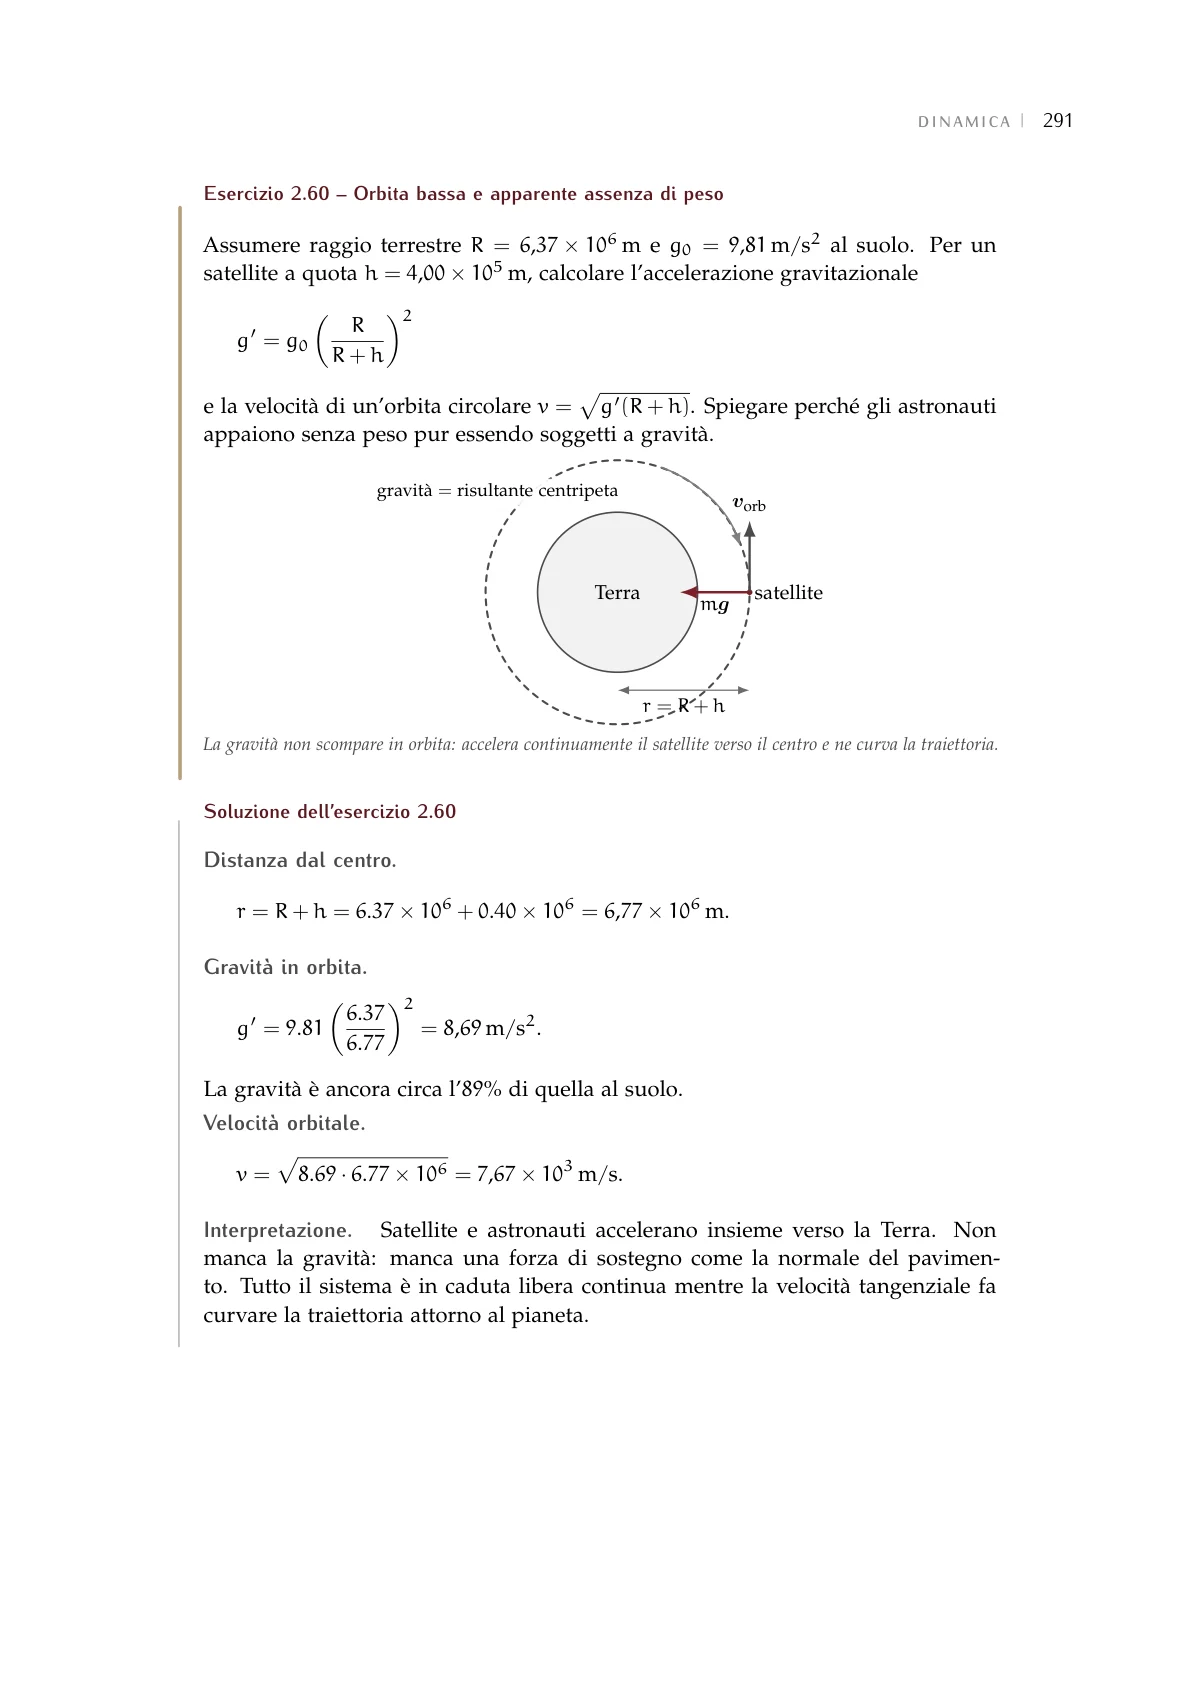 DINAMICA | 291
Esercizio 2.60 – Orbita bassa e apparente assenza di peso
Assumere raggio terrestre R = 6,37 × 10⁶ m e g₀ = 9,81 m/s² al suolo. Per un
satellite a quota h = 4,00 × 10⁵ m, calcolare l'accelerazione gravitazionale
g′ = g₀ (R / (R + h))²
e la velocità di un'orbita circolare v = √(g′(R + h)). Spiegare perché gli astronauti
appaiono senza peso pur essendo soggetti a gravità.
gravità = risultante centripeta
v_orb
Terra
satellite
mg
r = R + h
La gravità non scompare in orbita: accelera continuamente il satellite verso il centro e ne curva la traiettoria.
Soluzione dell'esercizio 2.60
Distanza dal centro.
r = R + h = 6.37 × 10⁶ + 0.40 × 10⁶ = 6,77 × 10⁶ m.
Gravità in orbita.
g′ = 9.81 (6.37 / 6.77)² = 8,69 m/s².
La gravità è ancora circa l'89% di quella al suolo.
Velocità orbitale.
v = √(8.69 · 6.77 × 10⁶) = 7,67 × 10³ m/s.
Interpretazione. Satellite e astronauti accelerano insieme verso la Terra. Non
manca la gravità: manca una forza di sostegno come la normale del pavimen-
to. Tutto il sistema è in caduta libera continua mentre la velocità tangenziale fa
curvare la traiettoria attorno al pianeta.